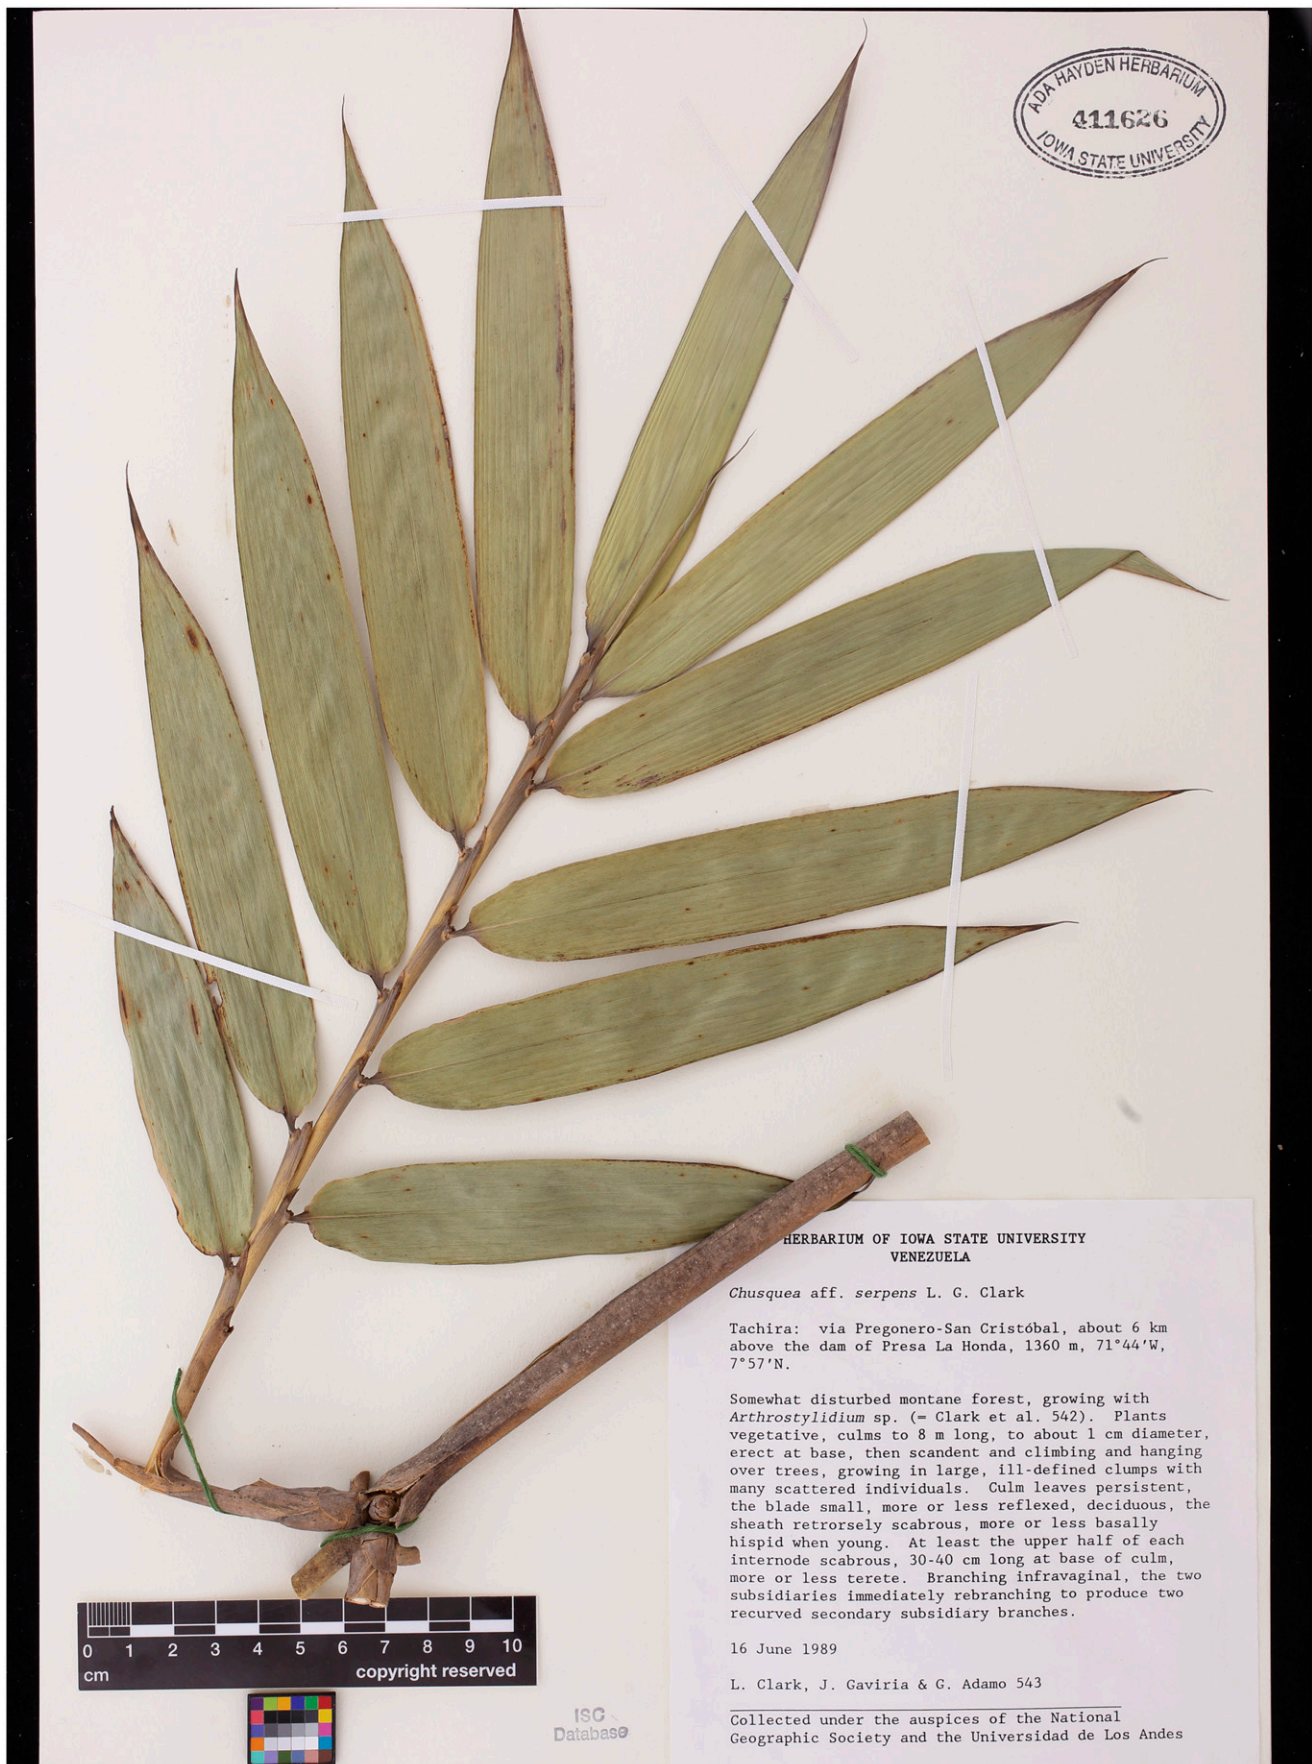 ADA HAYDEN HERBARIUM
411626
IOWA STATE UNIVERSITY
HERBARIUM OF IOWA STATE UNIVERSITY
VENEZUELA
Chusquea aff. serpens L. G. Clark
Tachira: via Pregonero-San Cristóbal, about 6 km
above the dam of Presa La Honda, 1360 m, 71°44'W,
7°57'N.
Somewhat disturbed montane forest, growing with
Arthrostylidium sp. (= Clark et al. 542). Plants
vegetative, culms to 8 m long, to about 1 cm diameter,
erect at base, then scandent and climbing and hanging
over trees, growing in large, ill-defined clumps with
many scattered individuals. Culm leaves persistent,
the blade small, more or less reflexed, deciduous, the
sheath retrorsely scabrous, more or less basally
hispid when young. At least the upper half of each
internode scabrous, 30-40 cm long at base of culm,
more or less terete. Branching infravaginal, the two
subsidiaries immediately rebranching to produce two
recurved secondary subsidiary branches.
16 June 1989
L. Clark, J. Gaviria & G. Adamo 543
Collected under the auspices of the National
Geographic Society and the Universidad de Los Andes
0 1 2 3 4 5 6 7 8 9 10
cm copyright reserved
ISC
Database